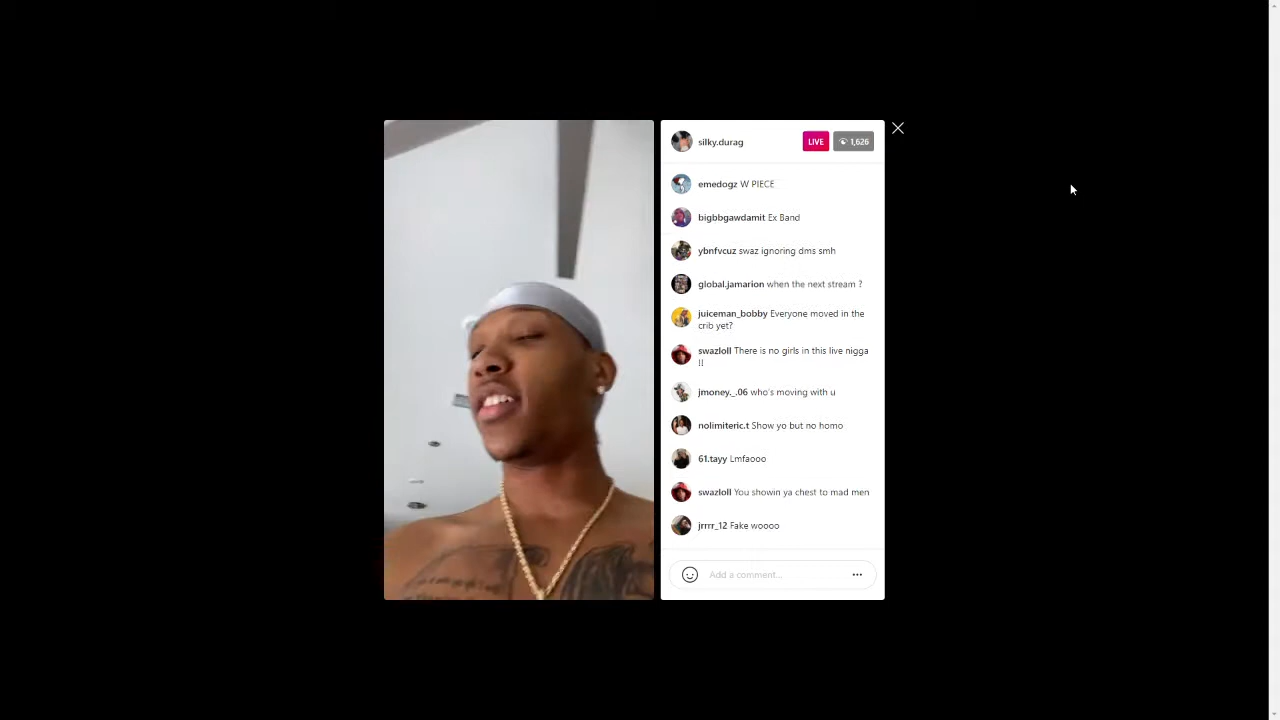 silky.durag LIVE 1,626
emedogz W PIECE
bigbbgawdamit Ex Band
ybnfvcuz swaz ignoring dms smh
global.jamarion when the next stream ?
juiceman_bobby Everyone moved in the
crib yet?
swazloll There is no girls in this live nigga
!!
jmoney._.06 who's moving with u
nolimiteric.t Show yo but no homo
61.tayy Lmfaooo
swazloll You showin ya chest to mad men
jrrrr_12 Fake woooo
Add a comment...